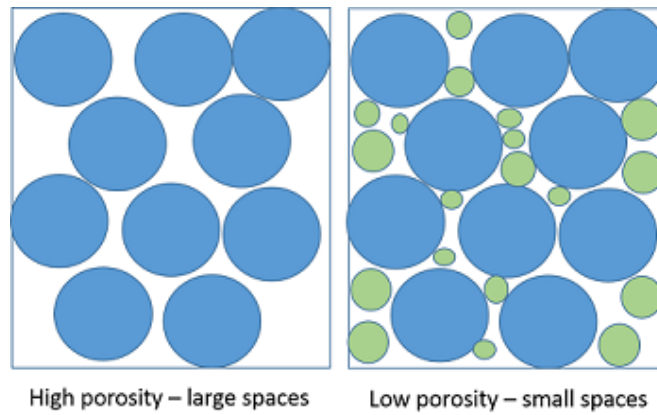 High porosity – large spaces
Low porosity – small spaces